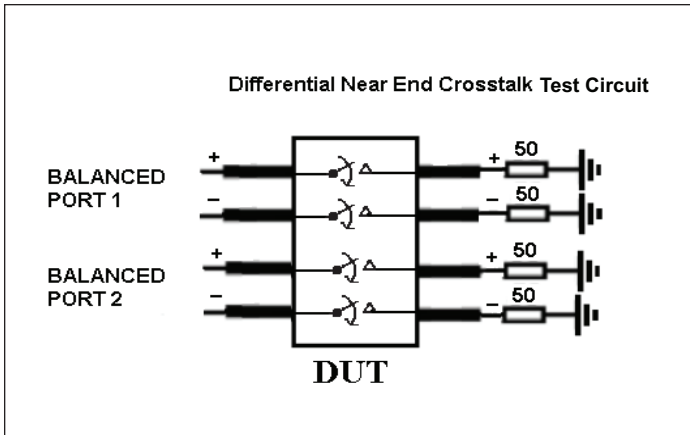 Differential Near End Crosstalk Test Circuit
50
+
+
BALANCED
PORT 1
50
−
−
50
+
+
BALANCED
PORT 2
50
−
−
DUT